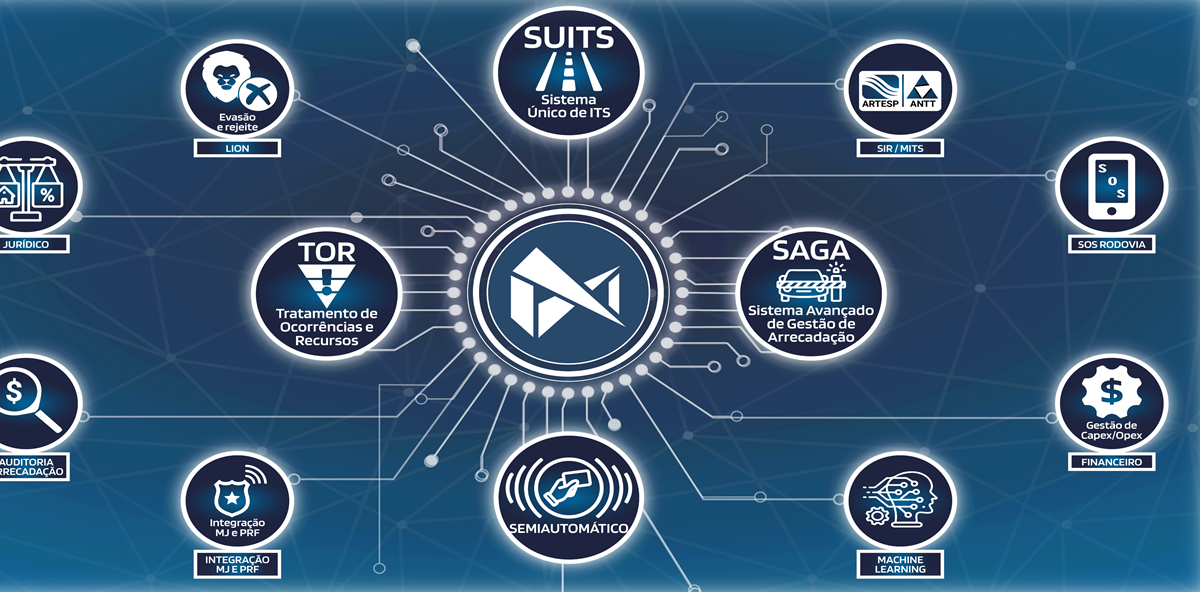 SUITS
Sistema
Único de ITS
Evasão
e rejeite
LION
ARTESP
ANTT
SIR / MITS
JURÍDICO
%
S
O
S
SOS RODOVIA
TOR
!
Tratamento de
Ocorrências e
Recursos
SAGA
Sistema Avançado
de Gestão de
Arrecadação
$
AUDITORIA
ARRECADAÇÃO
$
Gestão de
Capex/Opex
FINANCEIRO
Integração
MJ e PRF
INTEGRAÇÃO
MJ E PRF
SEMIAUTOMÁTICO
MACHINE
LEARNING